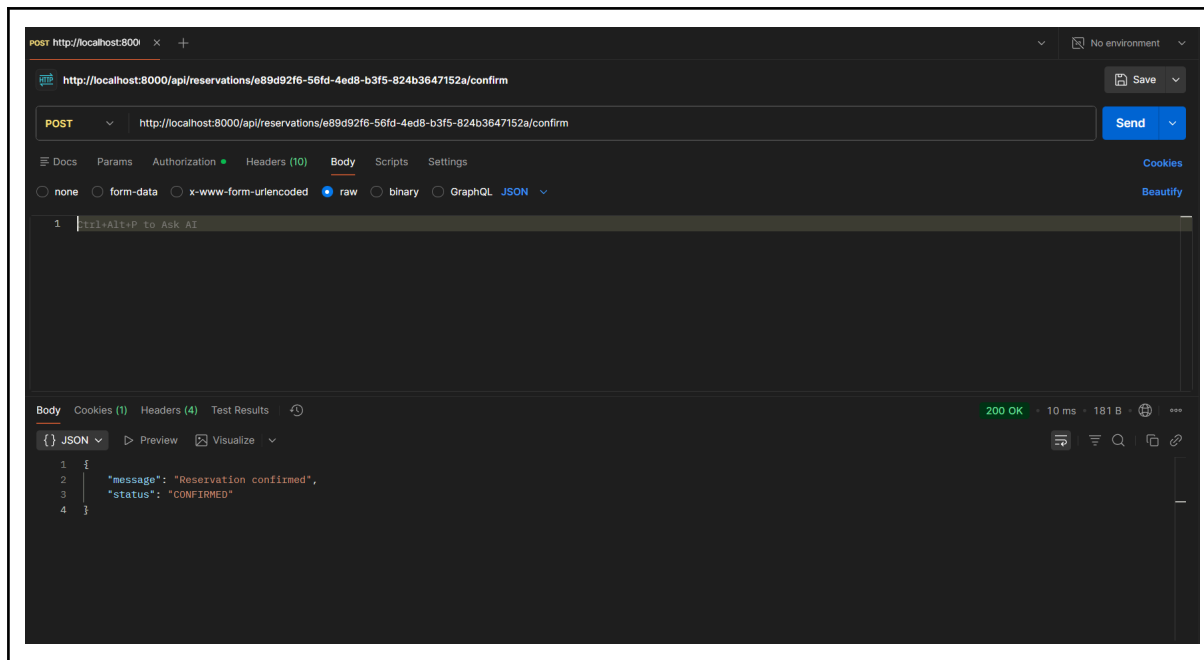 POST http://localhost:800
No environment
HTTP http://localhost:8000/api/reservations/e89d92f6-56fd-4ed8-b3f5-824b3647152a/confirm
Save
POST http://localhost:8000/api/reservations/e89d92f6-56fd-4ed8-b3f5-824b3647152a/confirm
Send
Docs Params Authorization Headers (10) Body Scripts Settings Cookies
none form-data x-www-form-urlencoded raw binary GraphQL JSON Beautify
1 Ctrl+Alt+P to Ask AI
Body Cookies (1) Headers (4) Test Results 200 OK 10 ms 181 B
{} JSON Preview Visualize
1 {
2 "message": "Reservation confirmed",
3 "status": "CONFIRMED"
4 }